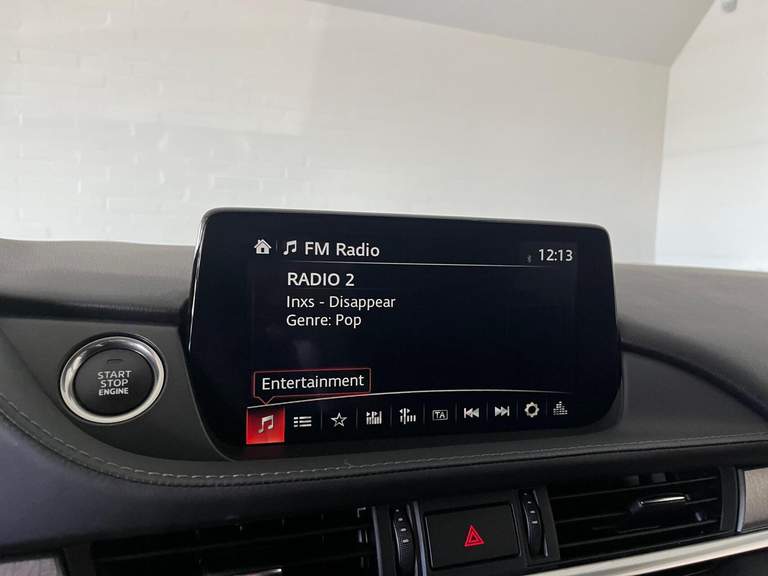 FM Radio 12:13
RADIO 2
Inxs - Disappear
Genre: Pop
Entertainment
TA
START
STOP
ENGINE